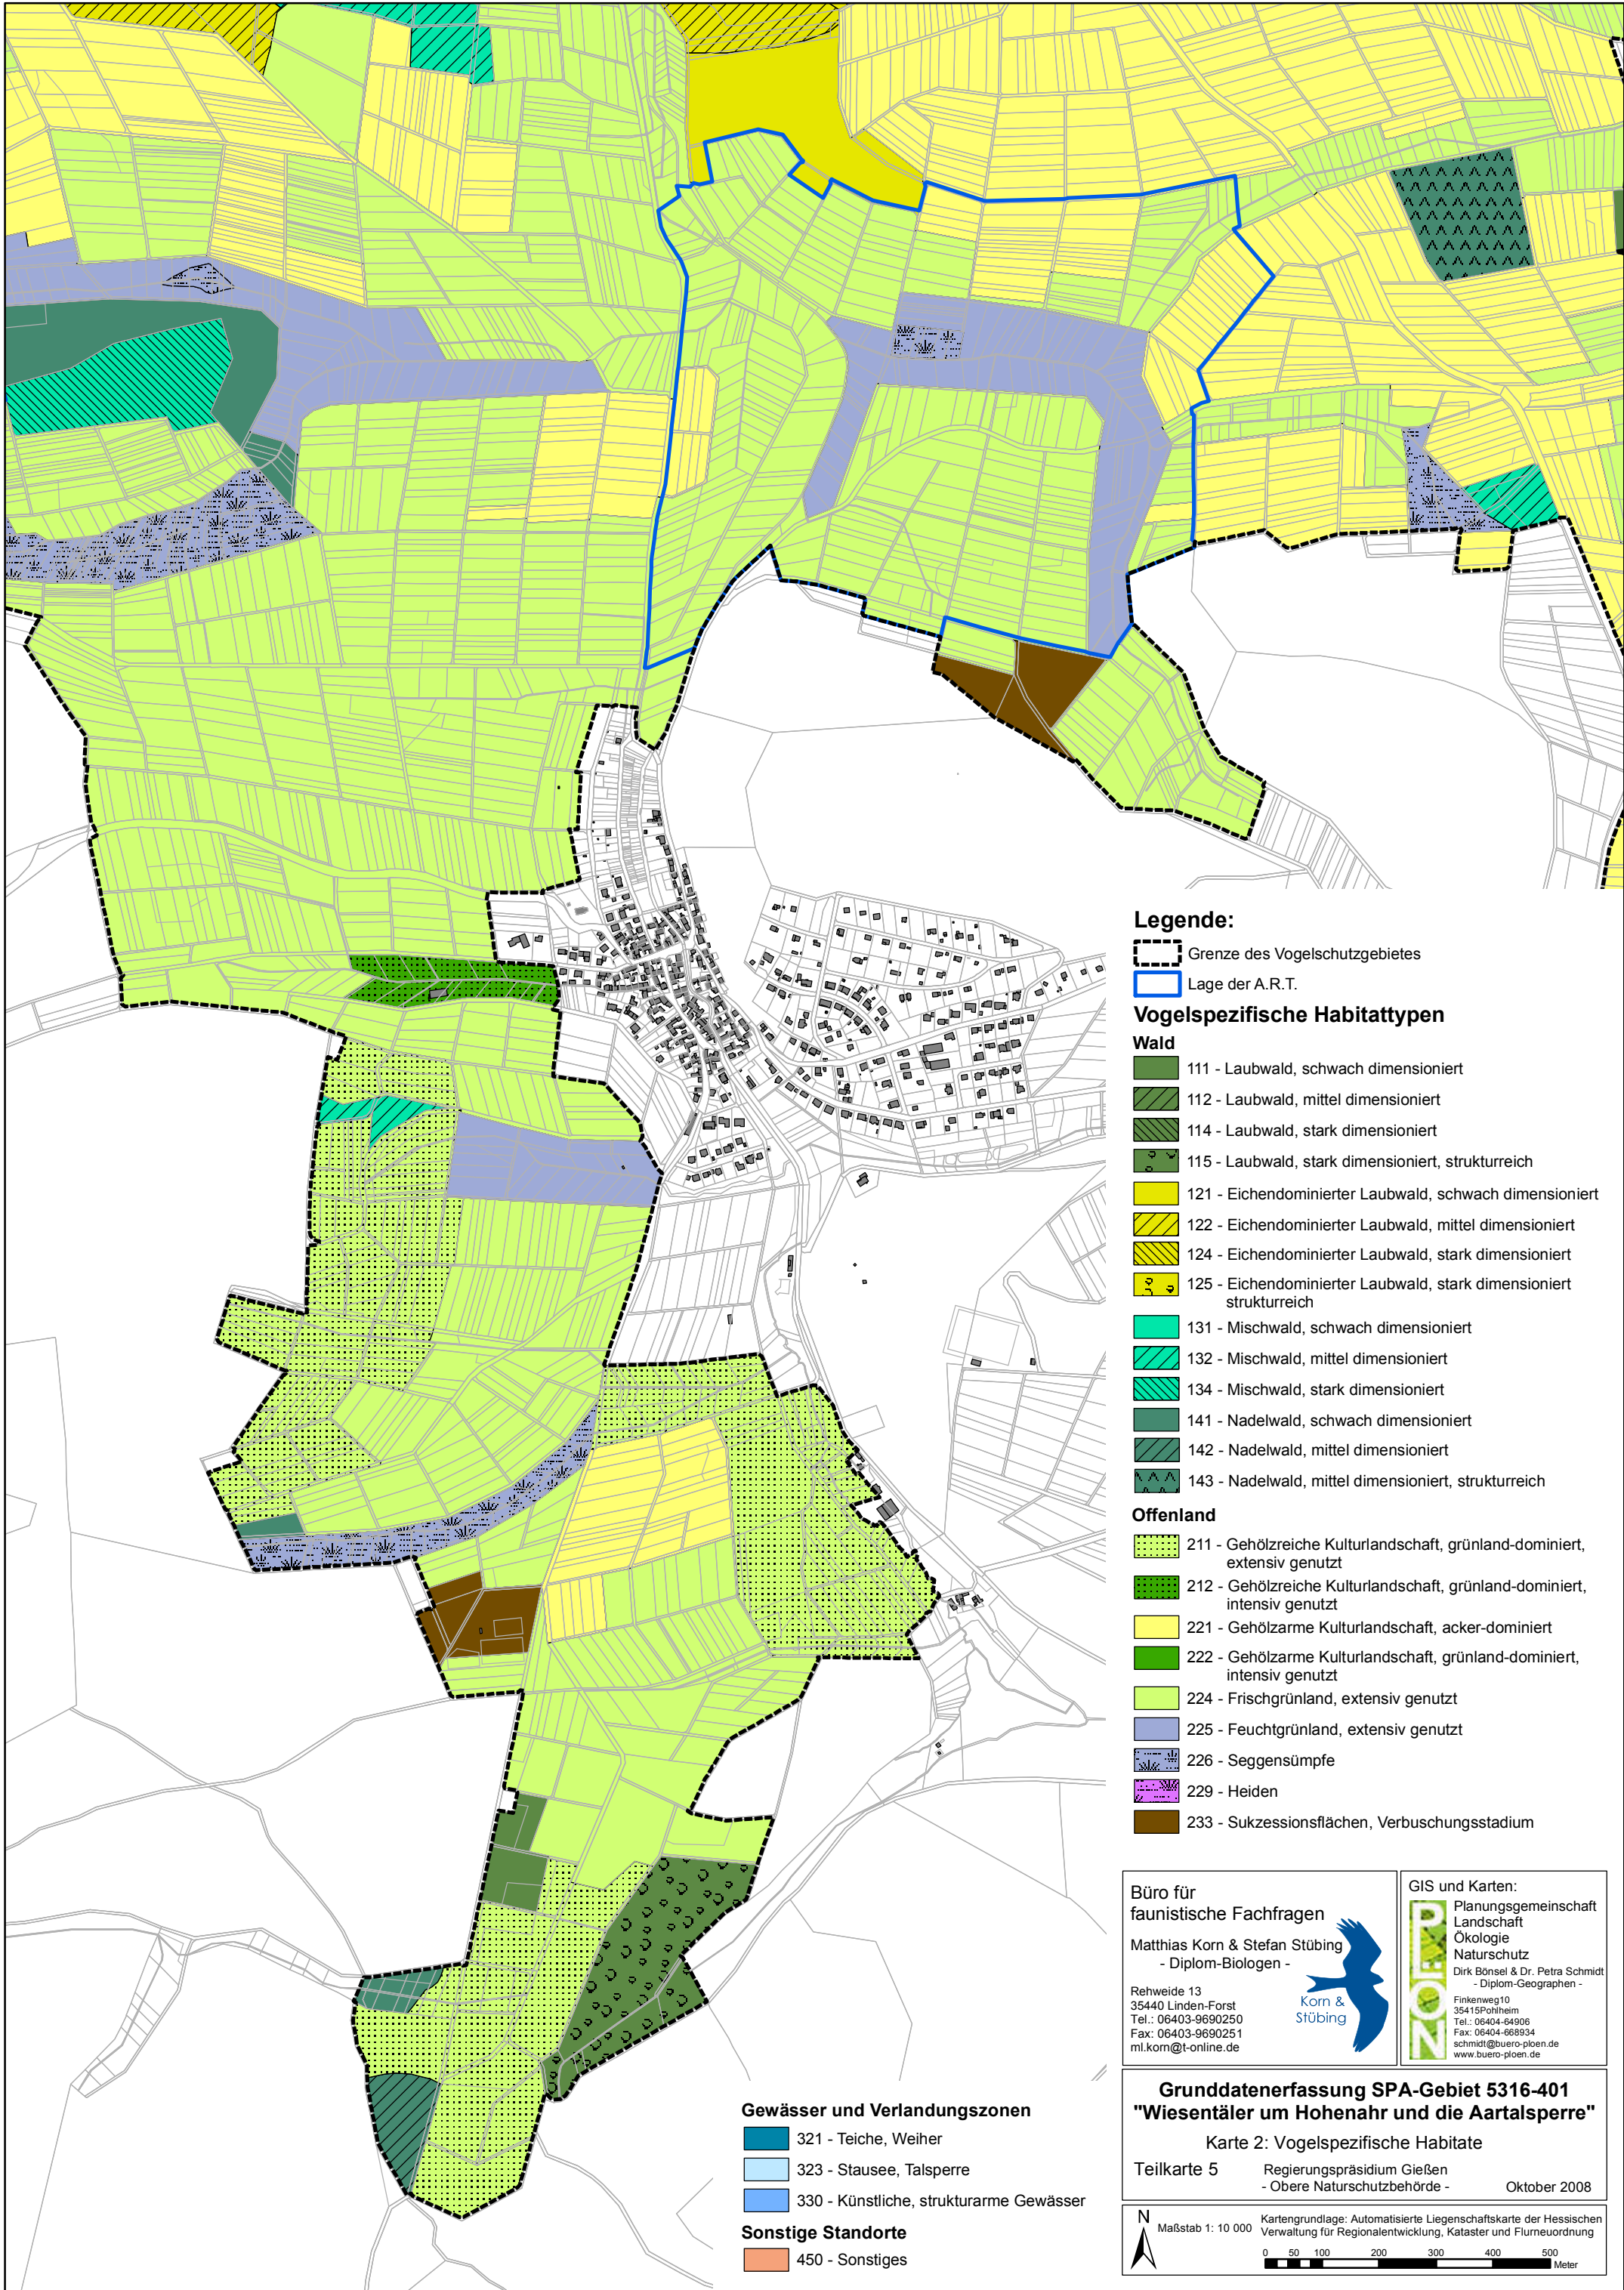 Legende:
Grenze des Vogelschutzgebietes
Lage der A.R.T.
Vogelspezifische Habitattypen
Wald
111 - Laubwald, schwach dimensioniert
112 - Laubwald, mittel dimensioniert
114 - Laubwald, stark dimensioniert
115 - Laubwald, stark dimensioniert, strukturreich
121 - Eichendominierter Laubwald, schwach dimensioniert
122 - Eichendominierter Laubwald, mittel dimensioniert
124 - Eichendominierter Laubwald, stark dimensioniert
125 - Eichendominierter Laubwald, stark dimensioniert
strukturreich
131 - Mischwald, schwach dimensioniert
132 - Mischwald, mittel dimensioniert
134 - Mischwald, stark dimensioniert
141 - Nadelwald, schwach dimensioniert
142 - Nadelwald, mittel dimensioniert
143 - Nadelwald, mittel dimensioniert, strukturreich
Offenland
211 - Gehölzreiche Kulturlandschaft, grünland-dominiert,
extensiv genutzt
212 - Gehölzreiche Kulturlandschaft, grünland-dominiert,
intensiv genutzt
221 - Gehölzarme Kulturlandschaft, acker-dominiert
222 - Gehölzarme Kulturlandschaft, grünland-dominiert,
intensiv genutzt
224 - Frischgrünland, extensiv genutzt
225 - Feuchtgrünland, extensiv genutzt
226 - Seggensümpfe
229 - Heiden
233 - Sukzessionsflächen, Verbuschungsstadium
Gewässer und Verlandungszonen
321 - Teiche, Weiher
323 - Stausee, Talsperre
330 - Künstliche, strukturarme Gewässer
Sonstige Standorte
450 - Sonstiges
Büro für
faunistische Fachfragen
Matthias Korn & Stefan Stübing
- Diplom-Biologen -
Rehweide 13
35440 Linden-Forst
Tel.: 06403-9690250
Fax: 06403-9690251
ml.korn@t-online.de
Korn &
Stübing
GIS und Karten:
PLÖN
Planungsgemeinschaft
Landschaft
Ökologie
Naturschutz
Dirk Bönsel & Dr. Petra Schmidt
- Diplom-Geographen -
Finkenweg10
35415Pohlheim
Tel.: 06404-64906
Fax: 06404-668934
schmidt@buero-ploen.de
www.buero-ploen.de
Grunddatenerfassung SPA-Gebiet 5316-401
"Wiesentäler um Hohenahr und die Aartalsperre"
Karte 2: Vogelspezifische Habitate
Teilkarte 5
Regierungspräsidium Gießen
- Obere Naturschutzbehörde -
Oktober 2008
N
Maßstab 1: 10 000
Kartengrundlage: Automatisierte Liegenschaftskarte der Hessischen
Verwaltung für Regionalentwicklung, Kataster und Flurneuordnung
0 50 100 200 300 400 500
Meter